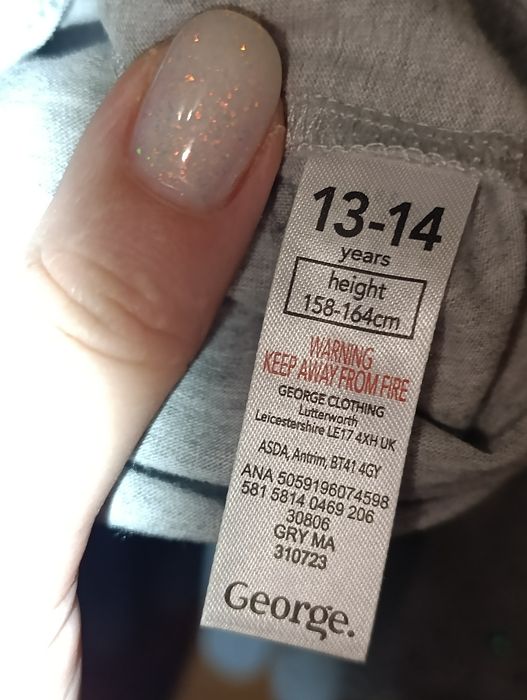 13-14
years
height
158-164cm
WARNING
KEEP AWAY FROM FIRE
GEORGE CLOTHING
Lutterworth
Leicestershire LE17 4XH UK
ASDA, Antrim, BT41 4GY
ANA 5059196074598
581 5814 0469 206
30806
GRY MA
310723
George.